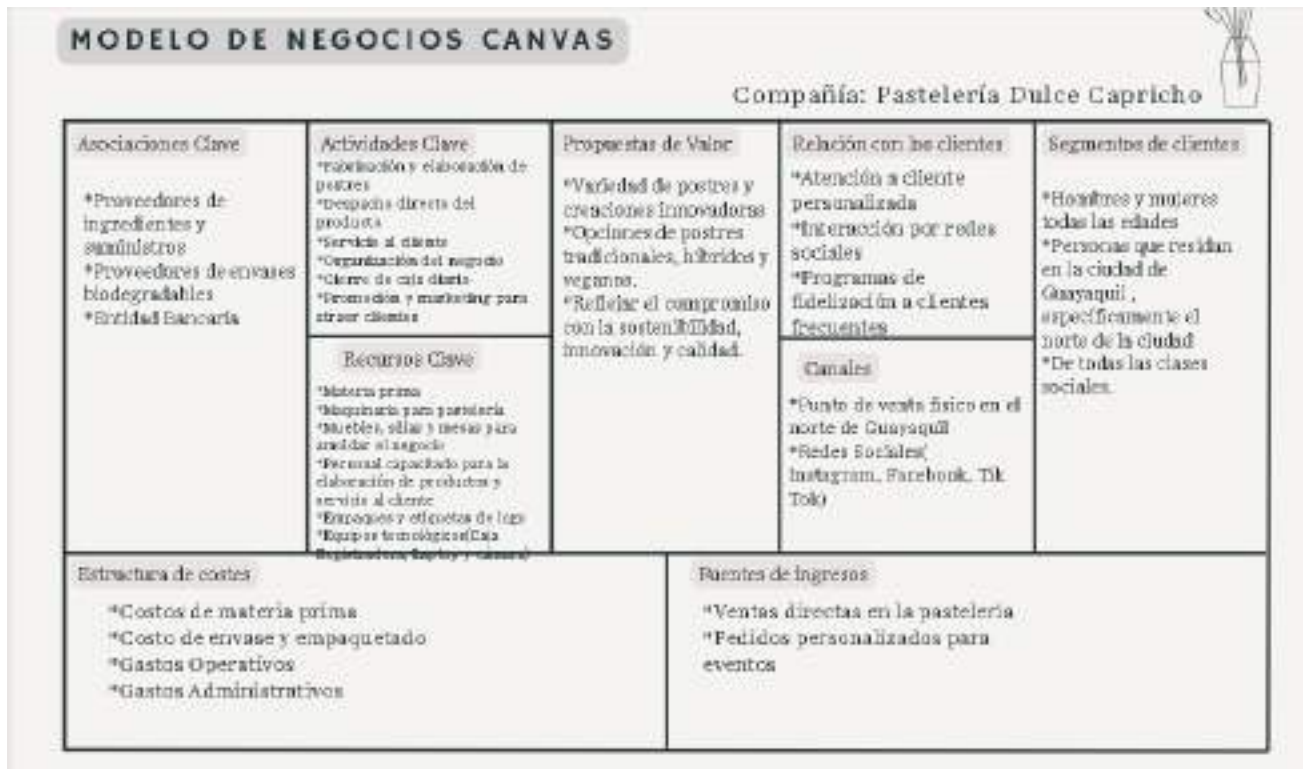 MODELO DE NEGOCIOS CANVAS
Compañía: Pastelería Dulce Capricho
Asociaciones Clave
*Proveedores de
ingredientes y
suministros
*Proveedores de envases
biodegradables
*Entidad Bancaria
Actividades Clave
*Fabricación y elaboración de
postres
*Despacho directo del
producto
*Servicio al cliente
*Organización del negocio
*Cierre de caja diaria
*Promoción y marketing para
atraer clientes
Recursos Clave
*Materia prima
*Maquinaria para pastelería
*Muebles, sillas y mesas para
amoldar el negocio
*Personal capacitado para la
elaboración de productos y
servicio al cliente
*Empaques y etiquetas de logo
*Equipos tecnológicos(Caja
Registradora, laptop y cámara)
Propuestas de Valor
*Variedad de postres y
creaciones innovadoras
*Opciones de postres
tradicionales, híbridos y
veganos.
*Reflejar el compromiso
con la sostenibilidad,
innovación y calidad.
Relación con los clientes
*Atención a cliente
personalizada
*Interacción por redes
sociales
*Programas de
fidelización a clientes
frecuentes
Canales
*Punto de venta físico en el
norte de Guayaquil
*Redes Sociales(
Instagram, Facebook, Tik
Tok)
Segmentos de clientes
*Hombres y mujeres
todas las edades
*Personas que residan
en la ciudad de
Guayaquil ,
específicamente el
norte de la ciudad
*De todas las clases
sociales.
Estructura de costes
*Costos de materia prima
*Costo de envase y empaquetado
*Gastos Operativos
*Gastos Administrativos
Fuentes de ingresos
*Ventas directas en la pastelería
*Pedidos personalizados para
eventos